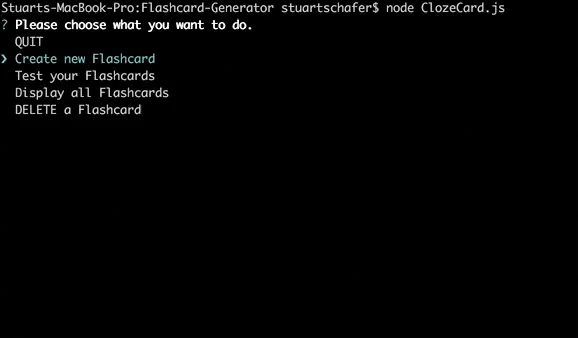 Stuarts-MacBook-Pro:Flashcard-Generator stuartschafer$ node ClozeCard.js
? Please choose what you want to do.
QUIT
❯ Create new Flashcard
Test your Flashcards
Display all Flashcards
DELETE a Flashcard